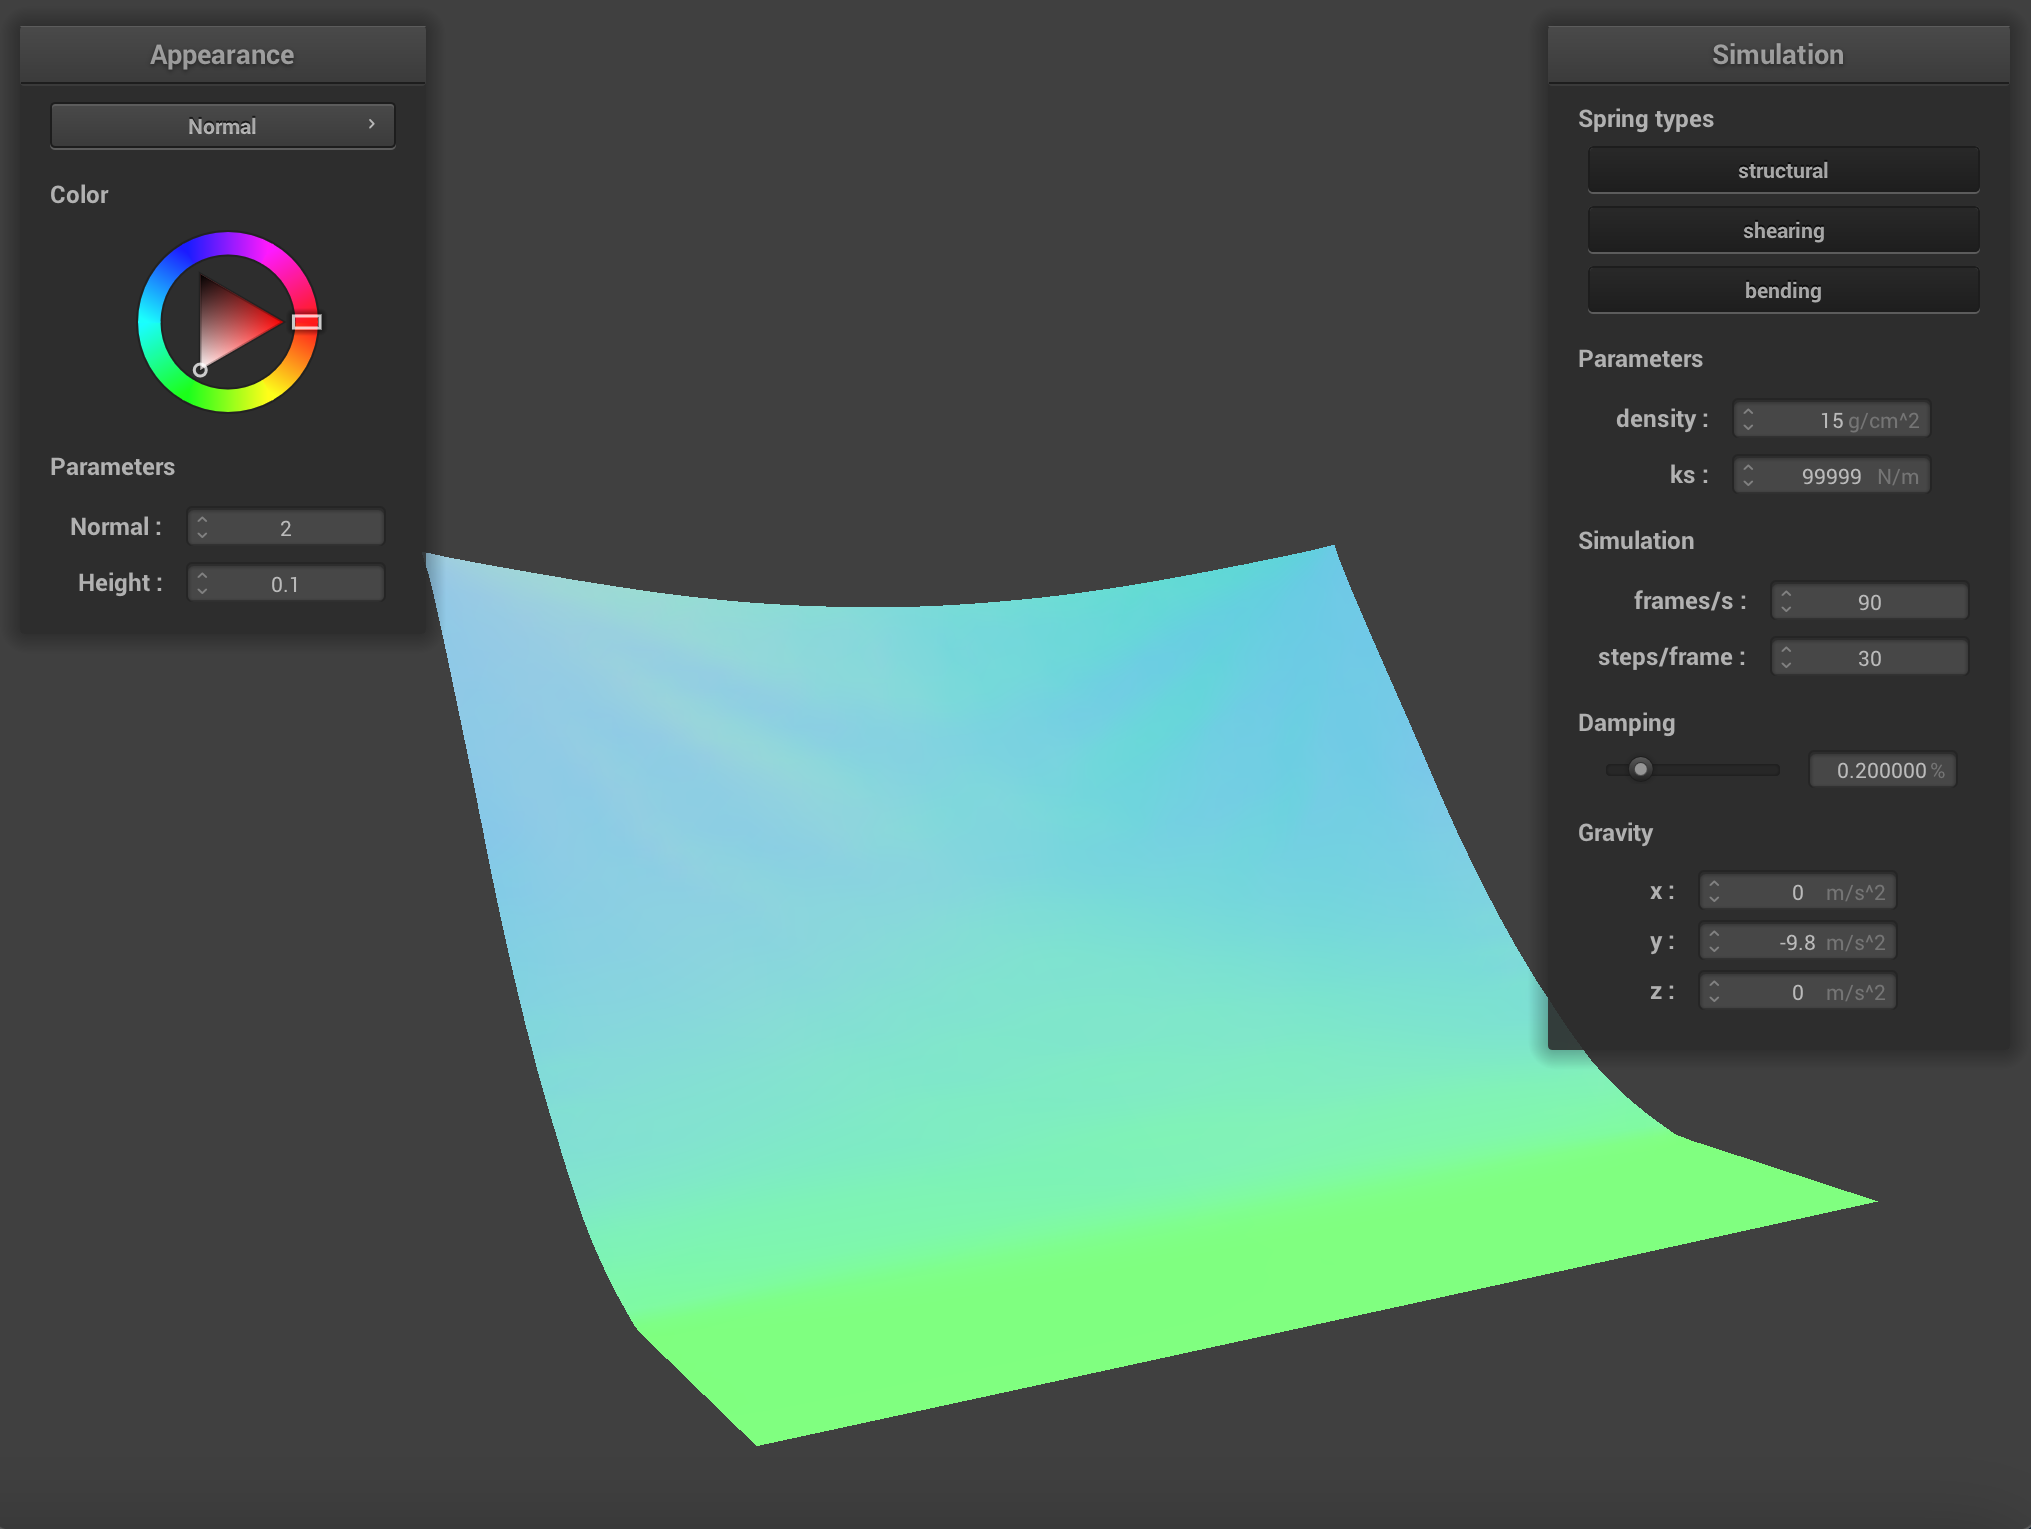 Appearance
Normal
Color
Parameters
Normal : 2
Height : 0.1
Simulation
Spring types
structural
shearing
bending
Parameters
density : 15 g/cm^2
ks : 99999 N/m
Simulation
frames/s : 90
steps/frame : 30
Damping
0.200000 %
Gravity
x : 0 m/s^2
y : -9.8 m/s^2
z : 0 m/s^2